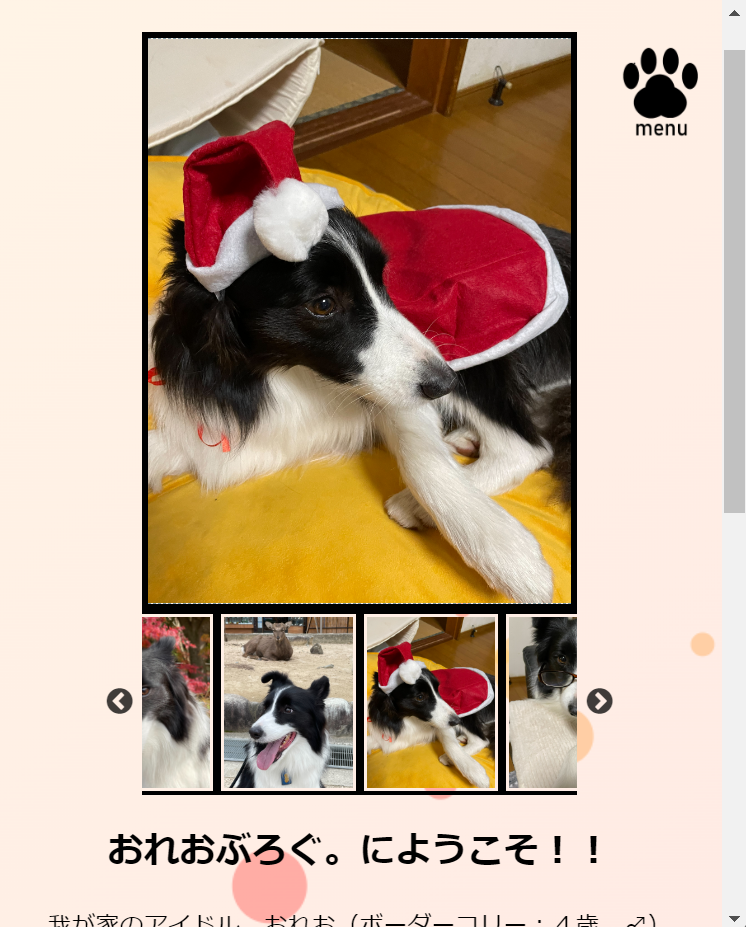 menu
おれおぶろぐ。にようこそ！！
我が家のアイドル、おれお（ボーダーコリー：４歳　♂）